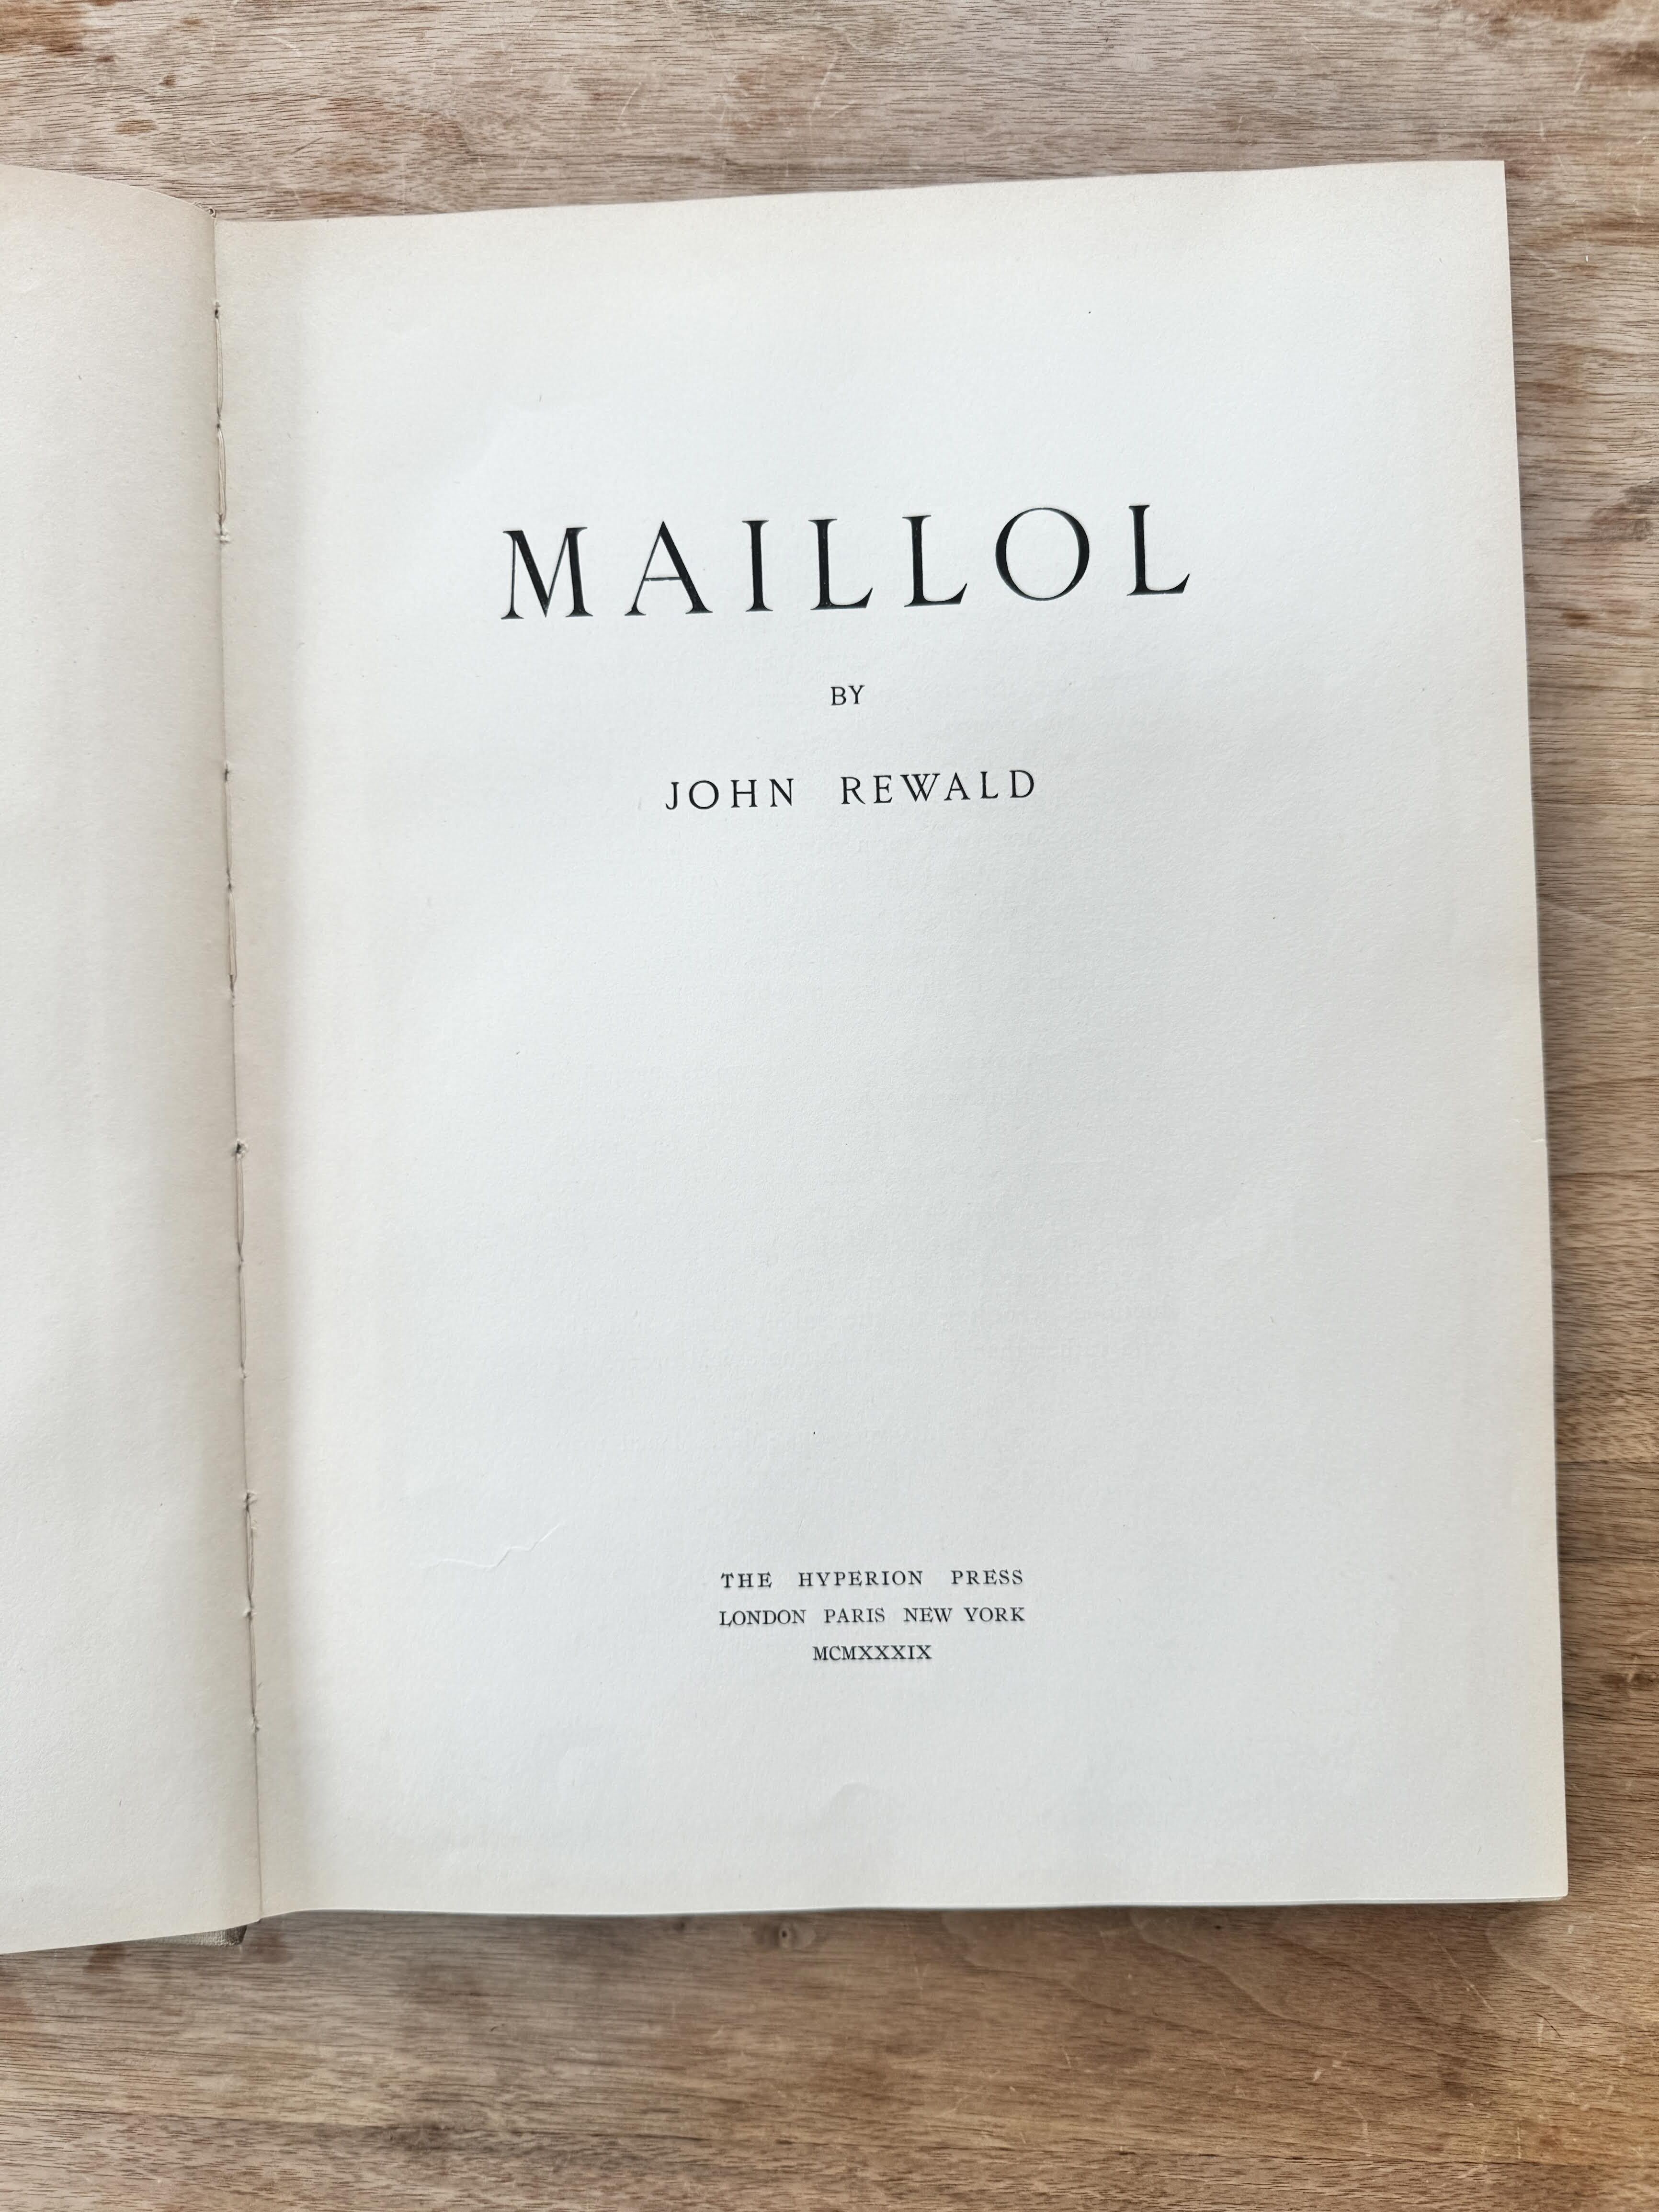 MAILLOL
BY
JOHN REWALD
THE HYPERION PRESS
LONDON PARIS NEW YORK
MCMXXXIX